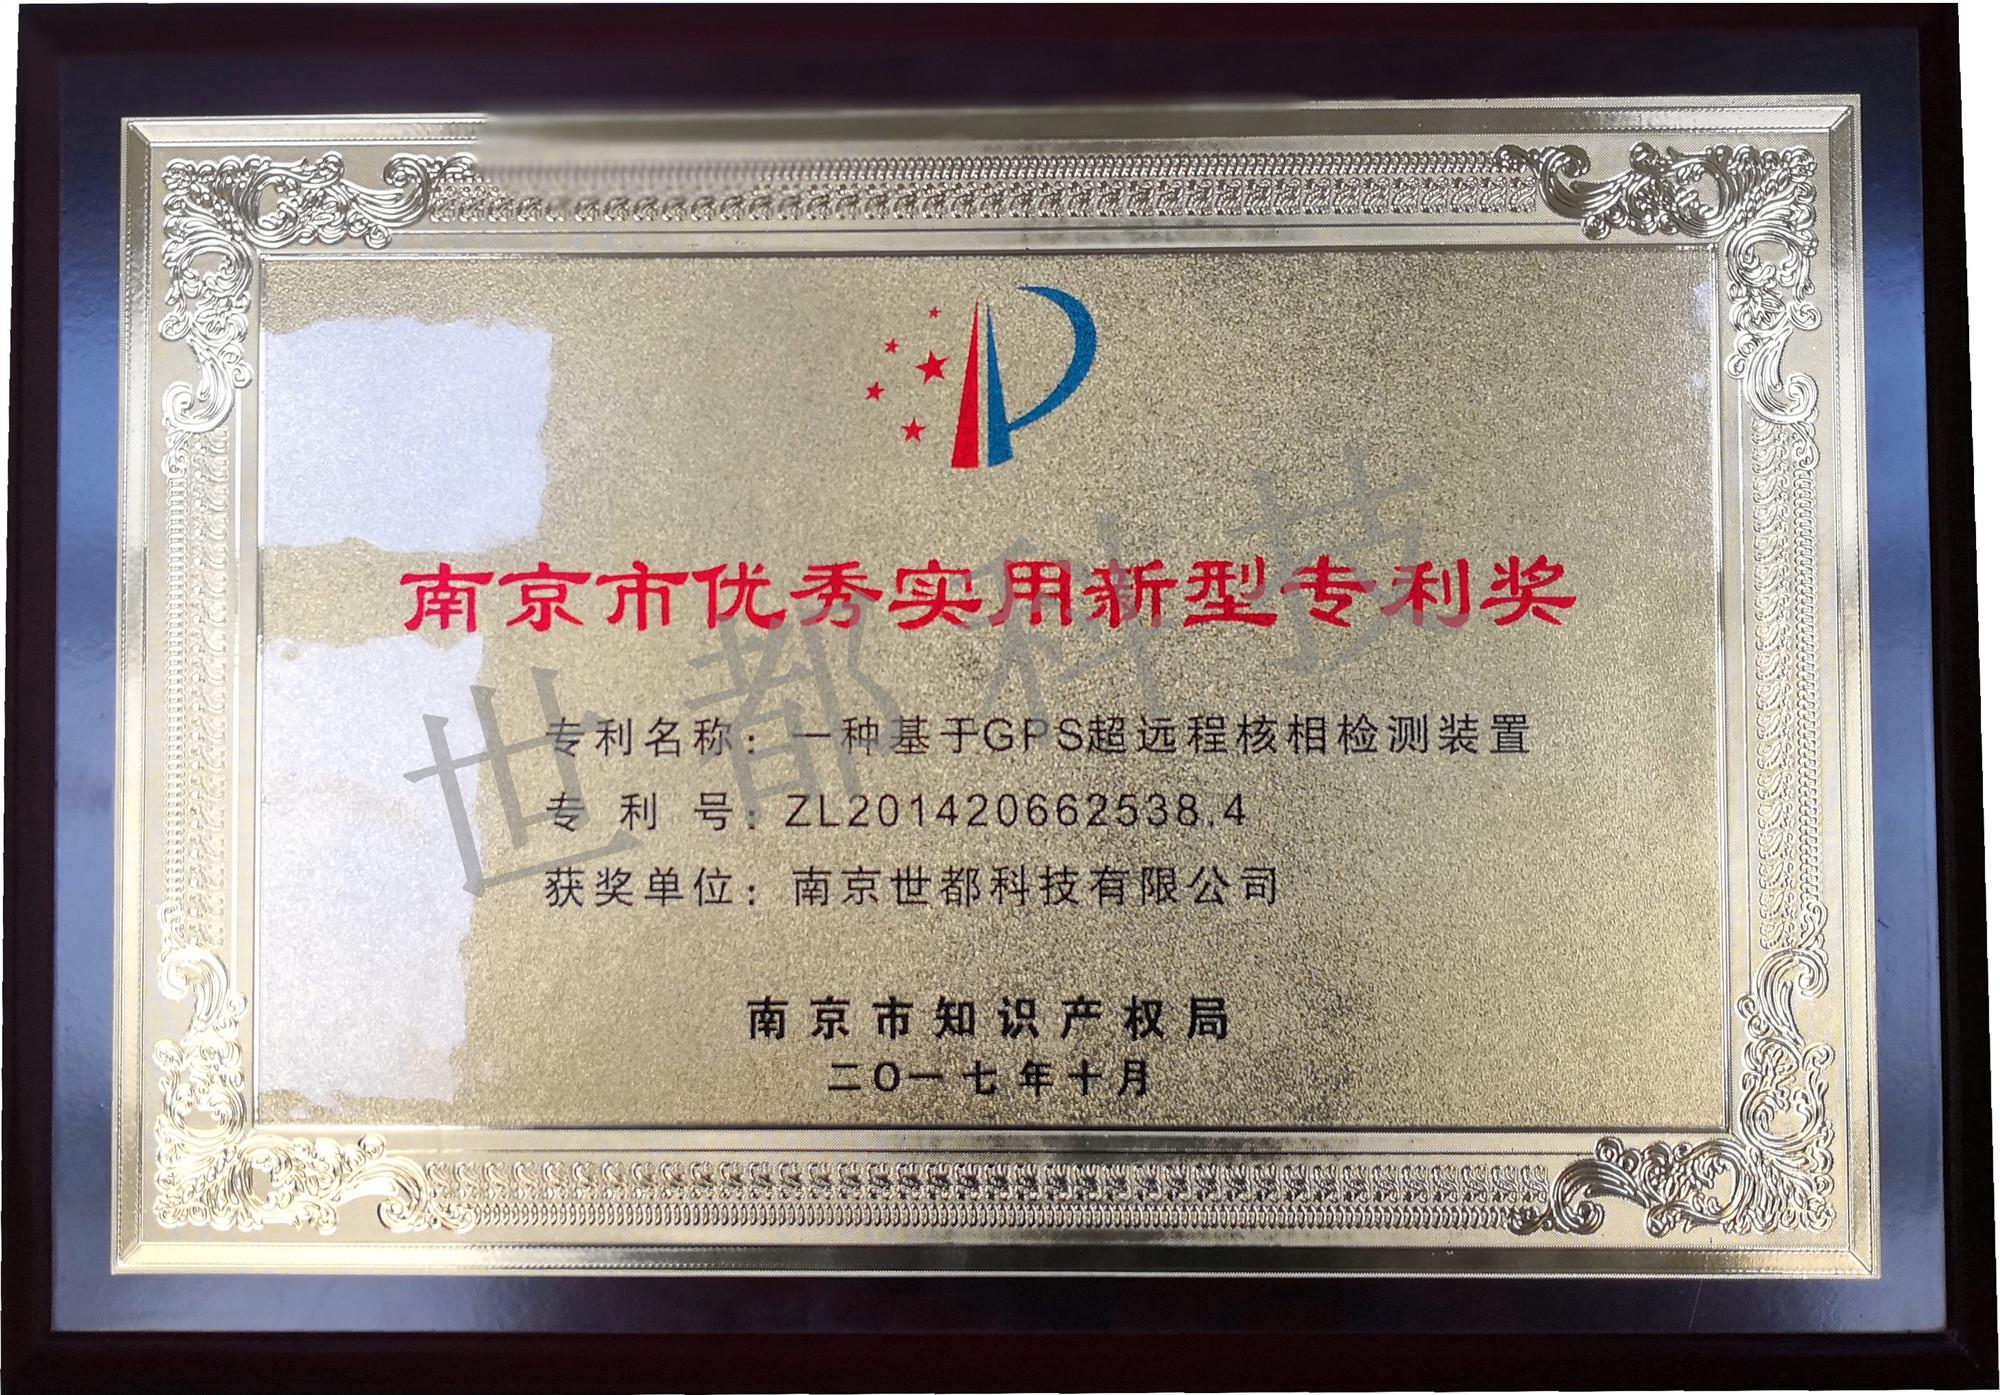 南京市优秀实用新型专利奖
专利名称：一种基于GPS超远程核相检测装置
专 利 号：ZL201420662538.4
获奖单位：南京世都科技有限公司
南京市知识产权局
二O一七年十月
世都科技